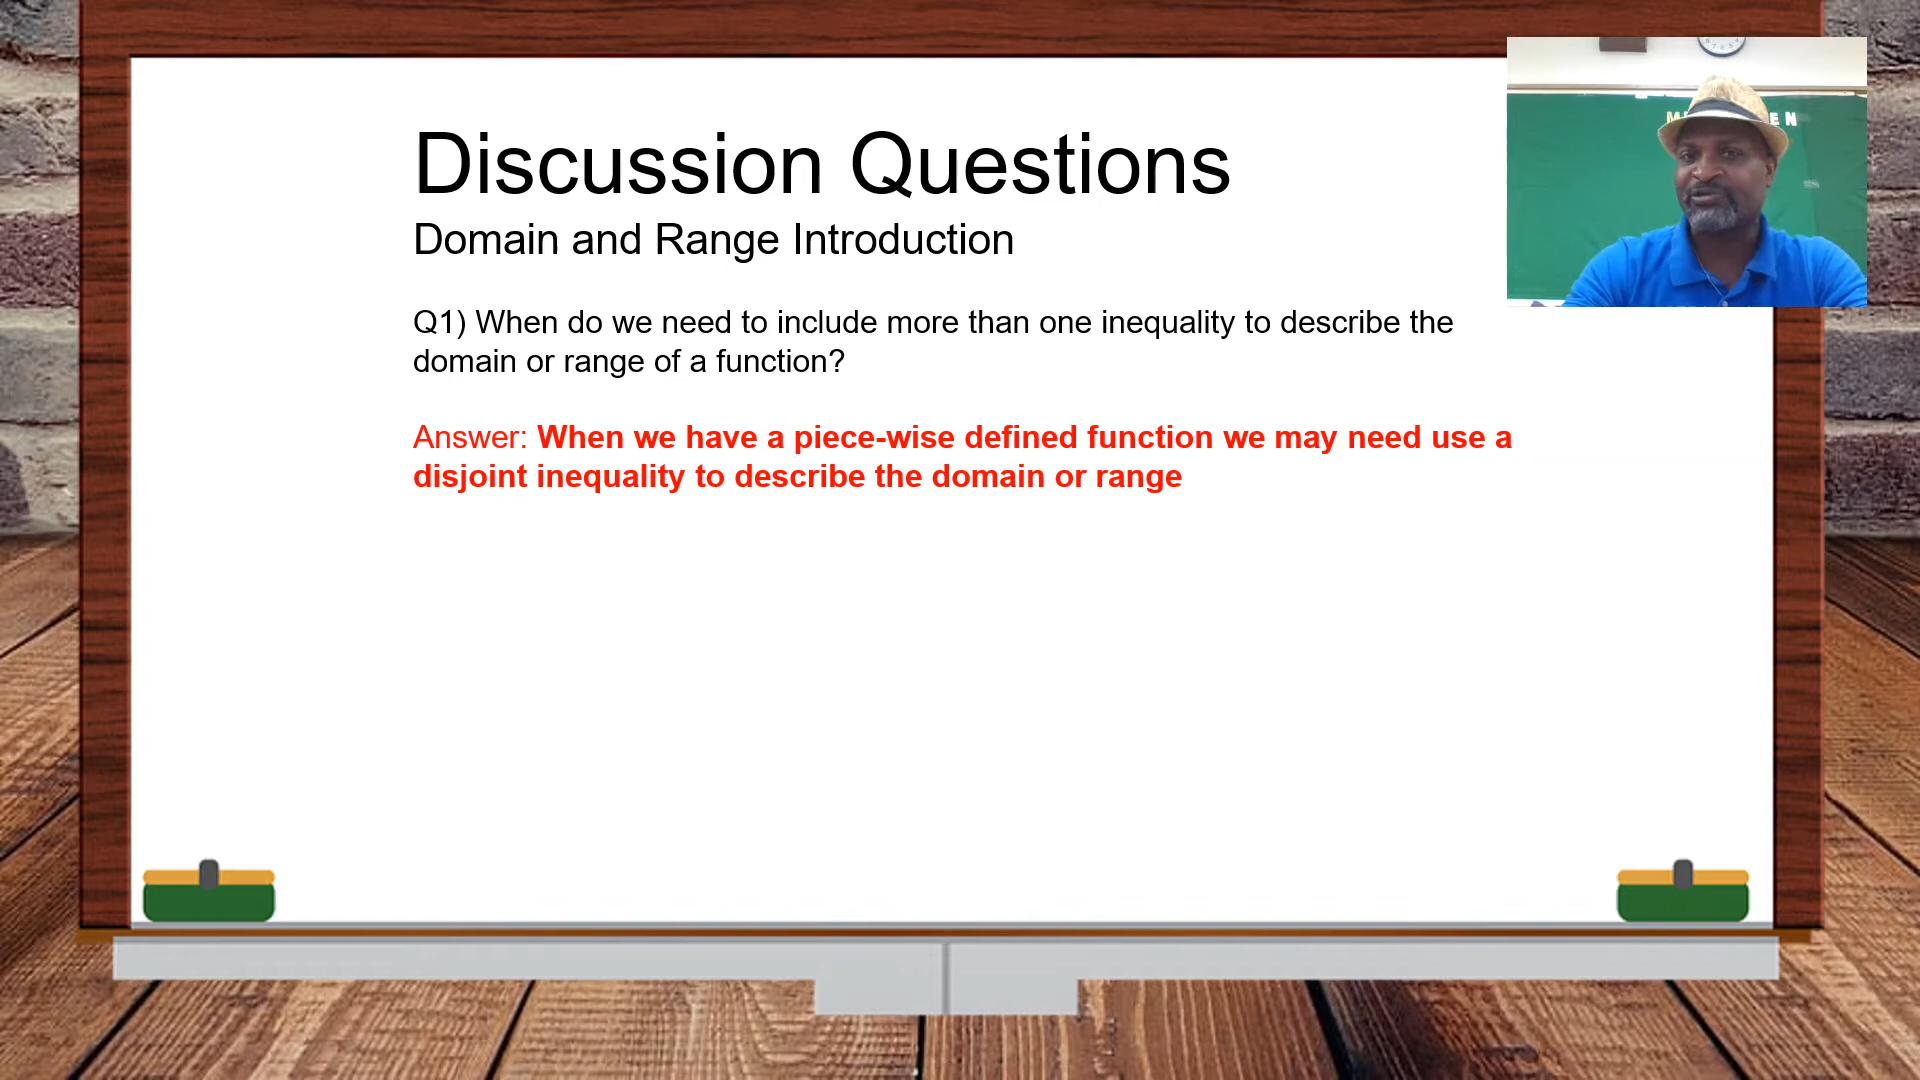 Discussion Questions
Domain and Range Introduction
Q1) When do we need to include more than one inequality to describe the
domain or range of a function?
Answer: When we have a piece-wise defined function we may need use a
disjoint inequality to describe the domain or range